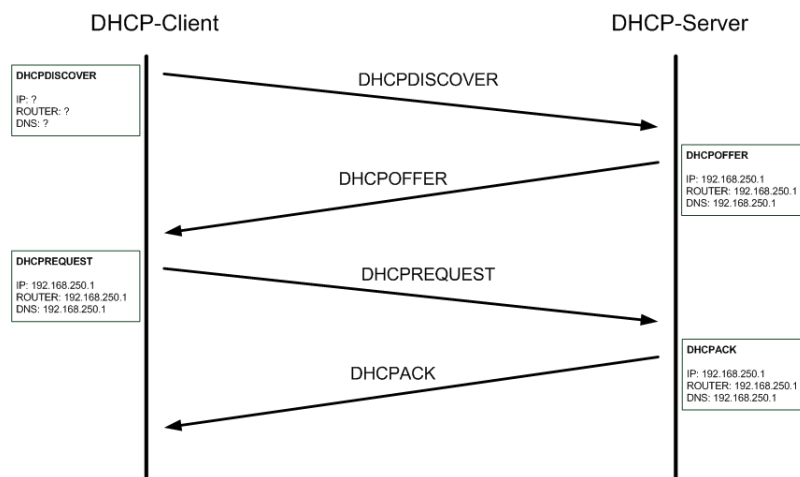 DHCP-Client
DHCP-Server
DHCPDISCOVER
IP: ?
ROUTER: ?
DNS: ?
DHCPDISCOVER
DHCPOFFER
DHCPOFFER
IP: 192.168.250.1
ROUTER: 192.168.250.1
DNS: 192.168.250.1
DHCPREQUEST
IP: 192.168.250.1
ROUTER: 192.168.250.1
DNS: 192.168.250.1
DHCPREQUEST
DHCPACK
DHCPACK
IP: 192.168.250.1
ROUTER: 192.168.250.1
DNS: 192.168.250.1